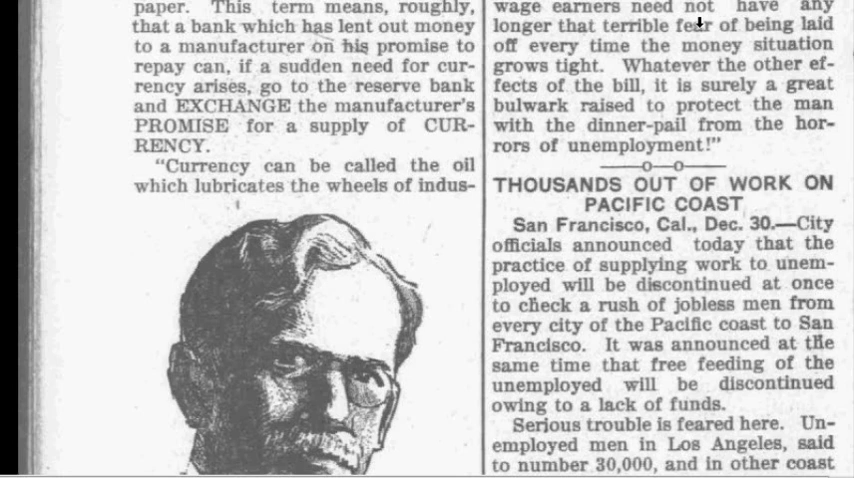 paper. This term means, roughly,
that a bank which has lent out money
to a manufacturer on his promise to
repay can, if a sudden need for cur-
rency arises, go to the reserve bank
and EXCHANGE the manufacturer's
PROMISE for a supply of CUR-
RENCY.
"Currency can be called the oil
which lubricates the wheels of indus-
wage earners need not have any
longer that terrible fear of being laid
off every time the money situation
grows tight. Whatever the other ef-
fects of the bill, it is surely a great
bulwark raised to protect the man
with the dinner-pail from the hor-
rors of unemployment!"
—o—o—
THOUSANDS OUT OF WORK ON
PACIFIC COAST
San Francisco, Cal., Dec. 30.—City
officials announced today that the
practice of supplying work to unem-
ployed will be discontinued at once
to check a rush of jobless men from
every city of the Pacific coast to San
Francisco. It was announced at the
same time that free feeding of the
unemployed will be discontinued
owing to a lack of funds.
Serious trouble is feared here. Un-
employed men in Los Angeles, said
to number 30,000, and in other coast